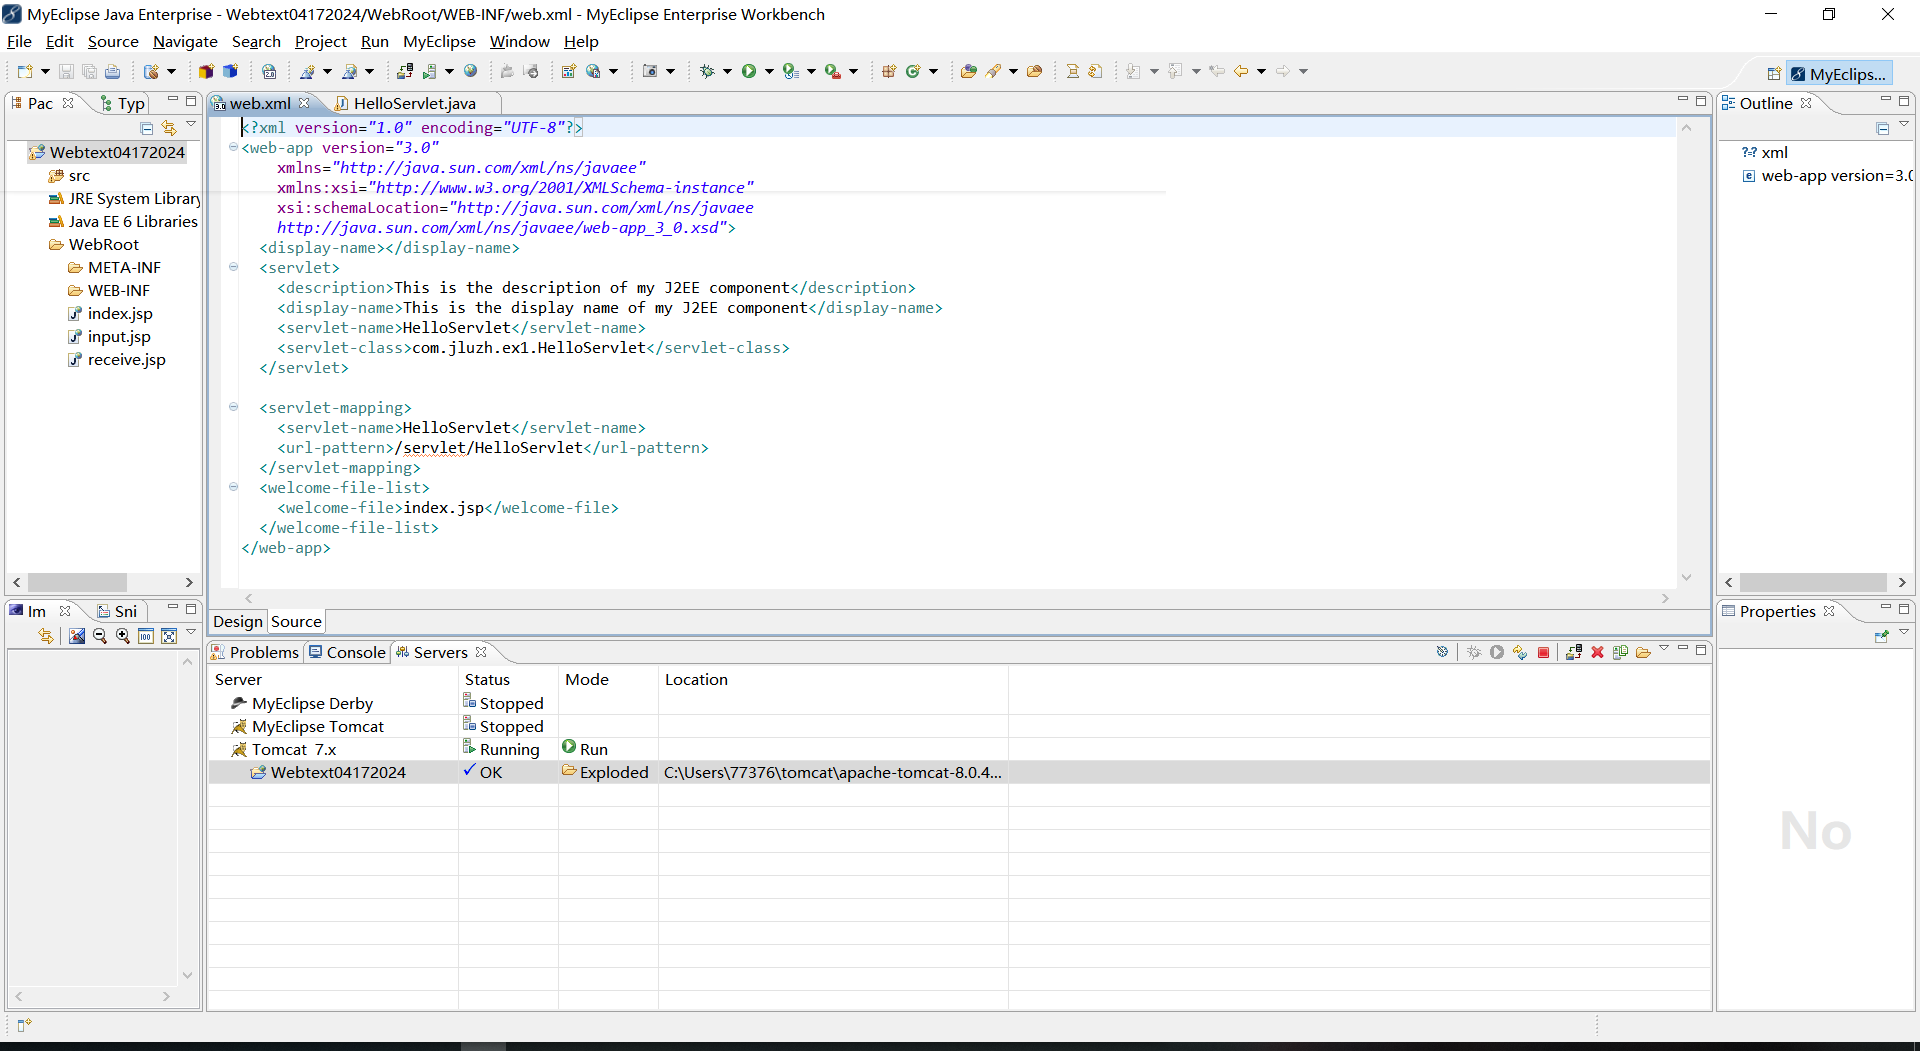 MyEclipse Java Enterprise - Webtext04172024/WebRoot/WEB-INF/web.xml - MyEclipse Enterprise Workbench
File Edit Source Navigate Search Project Run MyEclipse Window Help
MyEclips...
Pac
Typ
Webtext04172024
src
JRE System Library
Java EE 6 Libraries
WebRoot
META-INF
WEB-INF
index.jsp
input.jsp
receive.jsp
web.xml HelloServlet.java
<?xml version="1.0" encoding="UTF-8"?>
<web-app version="3.0"
xmlns="http://java.sun.com/xml/ns/javaee"
xmlns:xsi="http://www.w3.org/2001/XMLSchema-instance"
xsi:schemaLocation="http://java.sun.com/xml/ns/javaee
http://java.sun.com/xml/ns/javaee/web-app_3_0.xsd">
<display-name></display-name>
<servlet>
<description>This is the description of my J2EE component</description>
<display-name>This is the display name of my J2EE component</display-name>
<servlet-name>HelloServlet</servlet-name>
<servlet-class>com.jluzh.ex1.HelloServlet</servlet-class>
</servlet>
<servlet-mapping>
<servlet-name>HelloServlet</servlet-name>
<url-pattern>/servlet/HelloServlet</url-pattern>
</servlet-mapping>
<welcome-file-list>
<welcome-file>index.jsp</welcome-file>
</welcome-file-list>
</web-app>
Design Source
Outline
xml
web-app version=3.0
Im
Sni
Problems Console Servers
Server Status Mode Location
MyEclipse Derby Stopped
MyEclipse Tomcat Stopped
Tomcat 7.x Running Run
Webtext04172024 OK Exploded C:\Users\77376\tomcat\apache-tomcat-8.0.4...
Properties
No